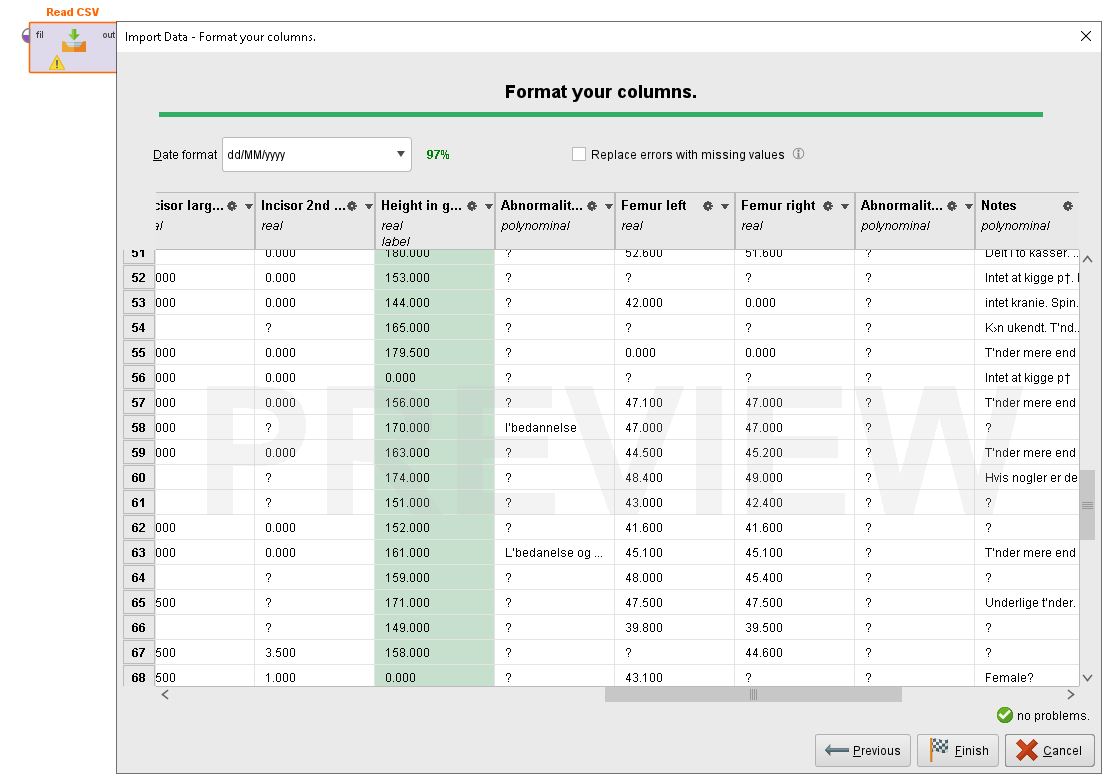 Read CSV
fil out
Import Data - Format your columns.
Format your columns.
Date format dd/MM/yyyy 97% Replace errors with missing values
cisor larg... Incisor 2nd ... Height in g... Abnormalit... Femur left Femur right Abnormalit... Notes
al real real polynominal real real polynominal polynominal
label
51 0.000 180.000 ? 52.600 51.600 ? Delt i to kasser. ...
52 000 0.000 153.000 ? ? ? ? Intet at kigge p†.
53 000 0.000 144.000 ? 42.000 0.000 ? intet kranie. Spin.
54 ? 165.000 ? ? ? ? K›n ukendt. T'nd..
55 000 0.000 179.500 ? 0.000 0.000 ? T'nder mere end
56 000 0.000 0.000 ? ? ? ? Intet at kigge p†
57 000 0.000 156.000 ? 47.100 47.000 ? T'nder mere end
58 000 ? 170.000 l'bedannelse 47.000 47.000 ? ?
59 000 0.000 163.000 ? 44.500 45.200 ? T'nder mere end
60 ? 174.000 ? 48.400 49.000 ? Hvis nogler er de
61 ? 151.000 ? 43.000 42.400 ? ?
62 000 0.000 152.000 ? 41.600 41.600 ? ?
63 000 0.000 161.000 L'bedanelse og ... 45.100 45.100 ? T'nder mere end
64 ? 159.000 ? 48.000 45.400 ? ?
65 500 ? 171.000 ? 47.500 47.500 ? Underlige t'nder.
66 ? 149.000 ? 39.800 39.500 ? ?
67 500 3.500 158.000 ? ? 44.600 ? ?
68 500 1.000 0.000 ? 43.100 ? ? Female?
PREVIEW
no problems.
Previous Finish Cancel